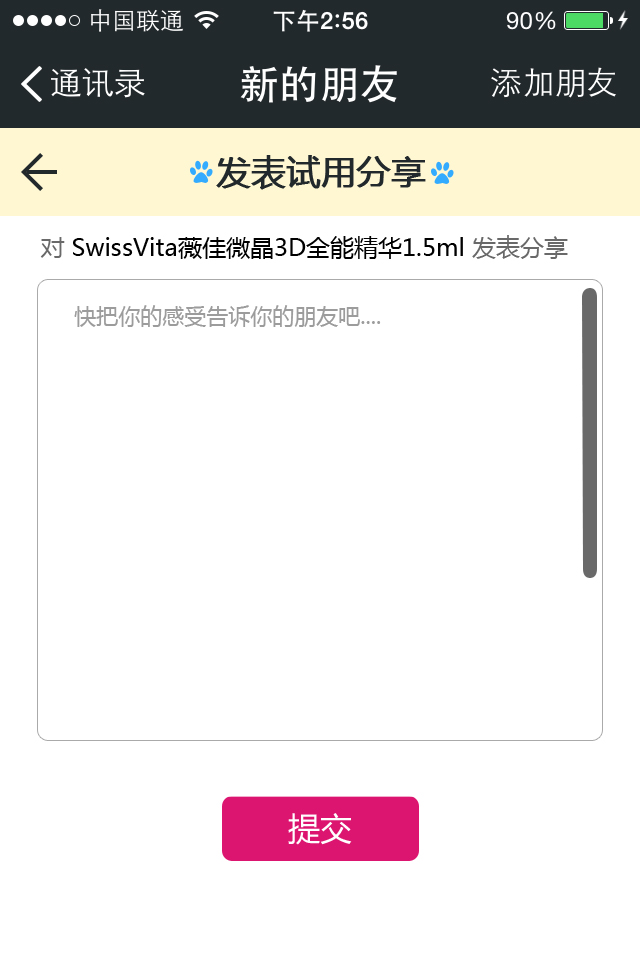 中国联通 下午2:56 90%
通讯录 新的朋友 添加朋友
发表试用分享
对 SwissVita薇佳微晶3D全能精华1.5ml 发表分享
快把你的感受告诉你的朋友吧....
提交